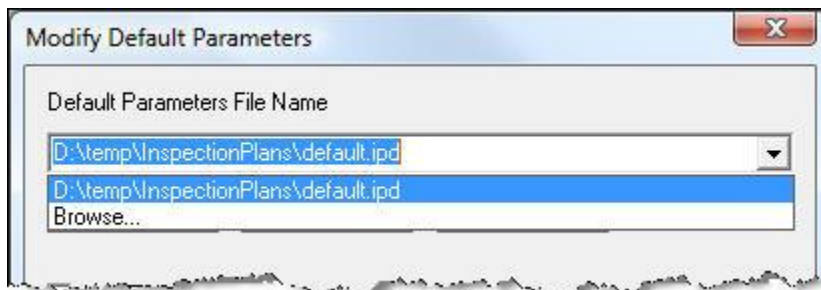 Modify Default Parameters
Default Parameters File Name
D:\temp\InspectionPlans\default.ipd
D:\temp\InspectionPlans\default.ipd
Browse...